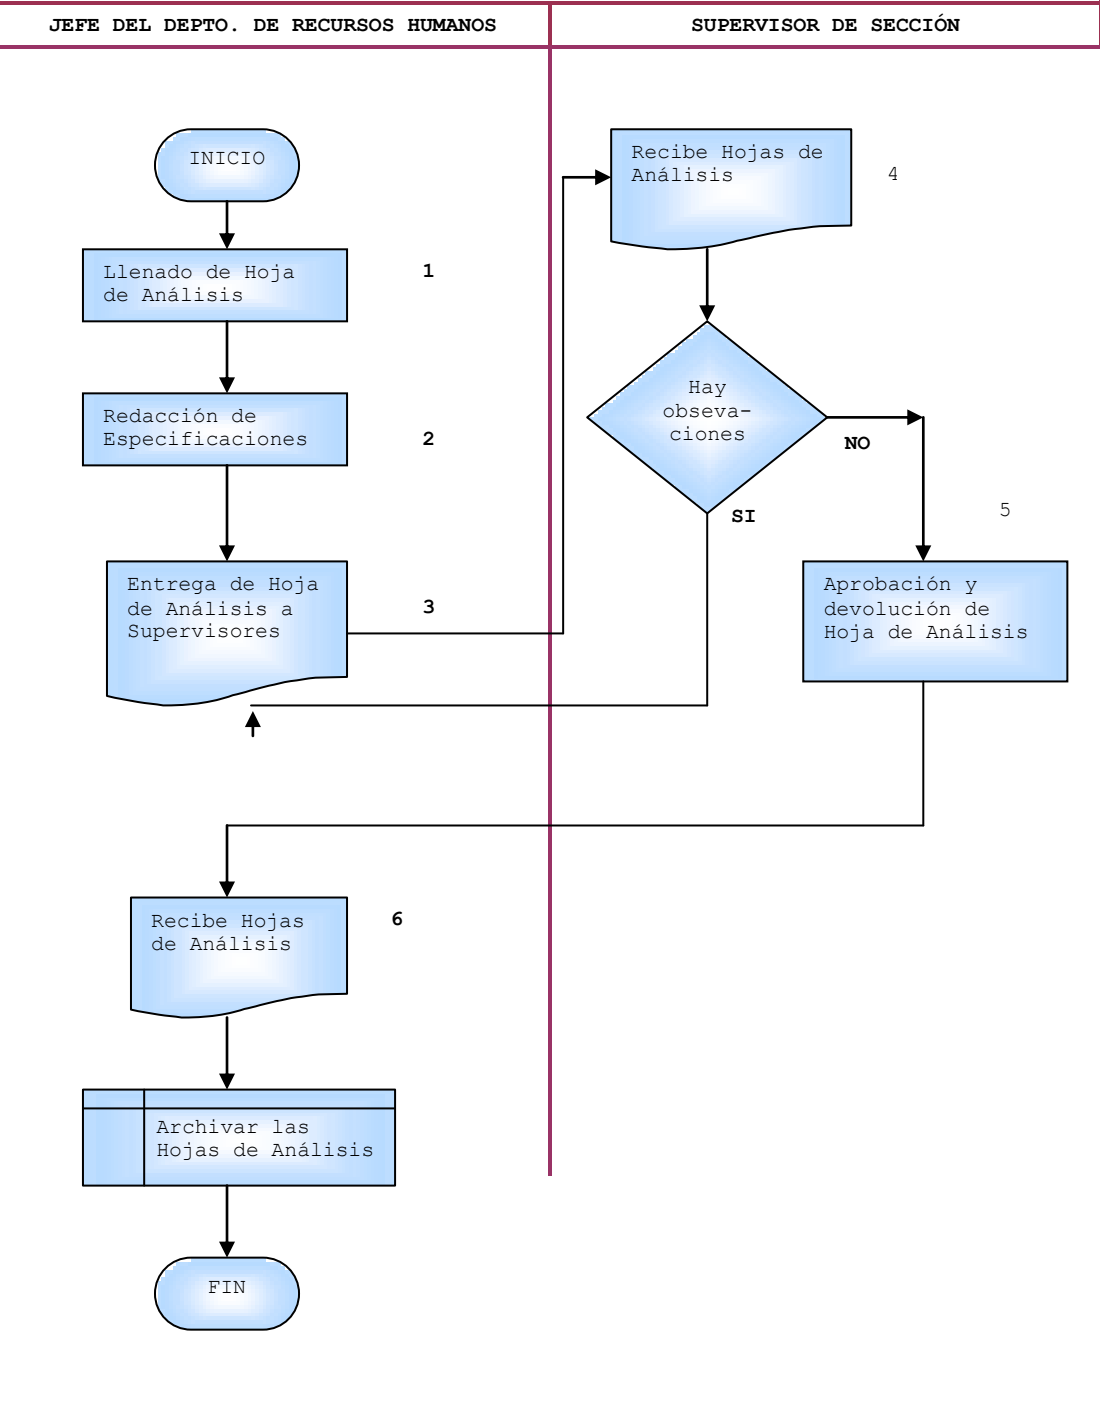 JEFE DEL DEPTO. DE RECURSOS HUMANOS
SUPERVISOR DE SECCIÓN
INICIO
Llenado de Hoja
de Análisis
1
Redacción de
Especificaciones
2
Entrega de Hoja
de Análisis a
Supervisores
3
Recibe Hojas de
Análisis
4
Hay
obseva-
ciones
NO
SI
5
Aprobación y
devolución de
Hoja de Análisis
Recibe Hojas
de Análisis
6
Archivar las
Hojas de Análisis
FIN